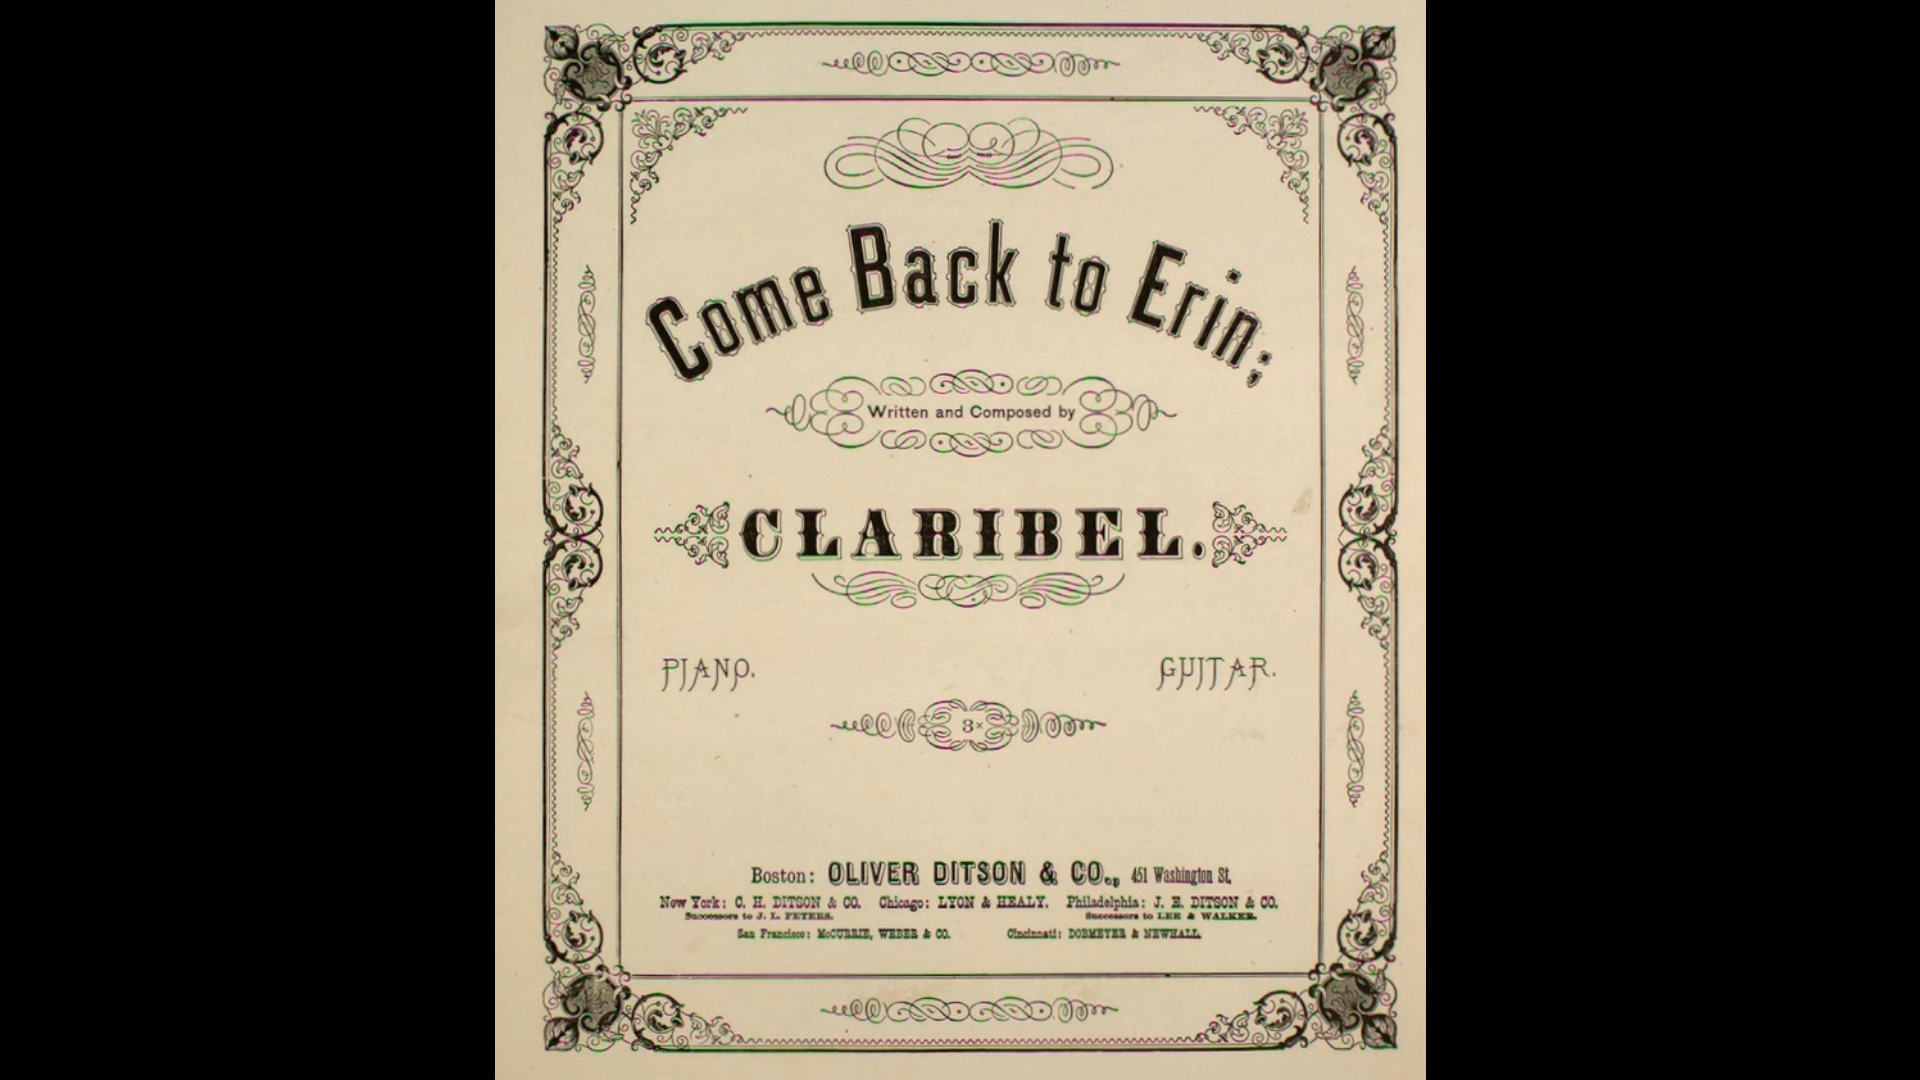 Come Back to Erin;
Written and Composed by
CLARIBEL.
PIANO. GUITAR.
3x
Boston: OLIVER DITSON & CO., 451 Washington St.
New York: C. H. DITSON & CO. Chicago: LYON & HEALY. Philadelphia: J. E. DITSON & CO.
Successors to J. L. PETERS. Successors to LEE & WALKER.
San Francisco: McCURRIE, WEBER & CO. Cincinnati: DOBMEYER & NEWHALL.